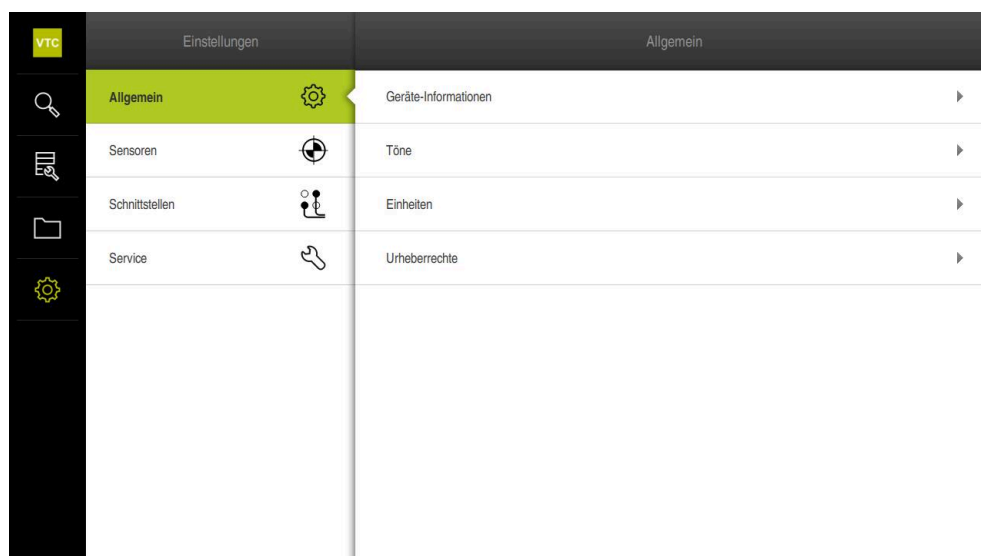 VTC
Einstellungen
Allgemein
Allgemein
Sensoren
Schnittstellen
Service
Geräte-Informationen
Töne
Einheiten
Urheberrechte